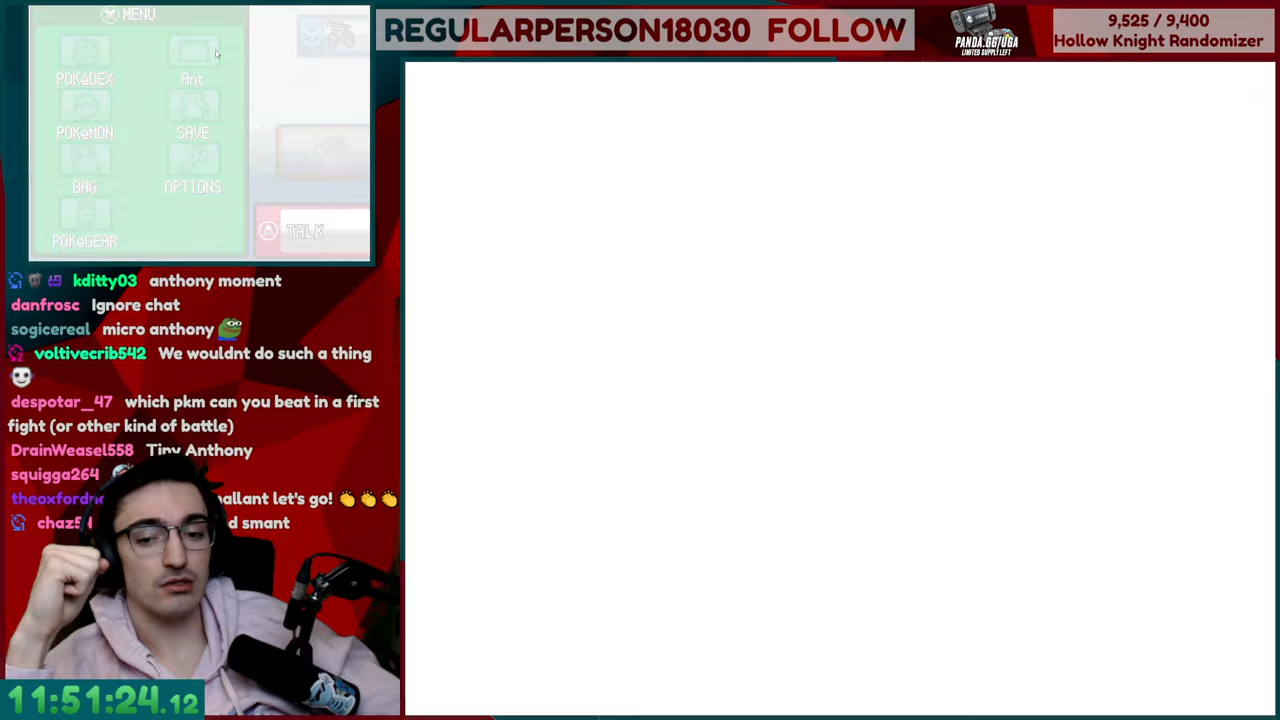 MENU
POKéDEX
Ant
POKéMON
SAVE
BAG
OPTIONS
POKéGEAR
TALK
REGULARPERSON18030 FOLLOW
PANDA.GG/UGA
LIMITED SUPPLY LEFT
9,525 / 9,400
Hollow Knight Randomizer
kditty03 anthony moment
danfrosc Ignore chat
sogicereal micro anthony
voltivecrib542 We wouldnt do such a thing
despotar_47 which pkm can you beat in a first
fight (or other kind of battle)
DrainWeasel558 Tiny Anthony
squigga264
allant let's go!
d smant
11:51:24.12